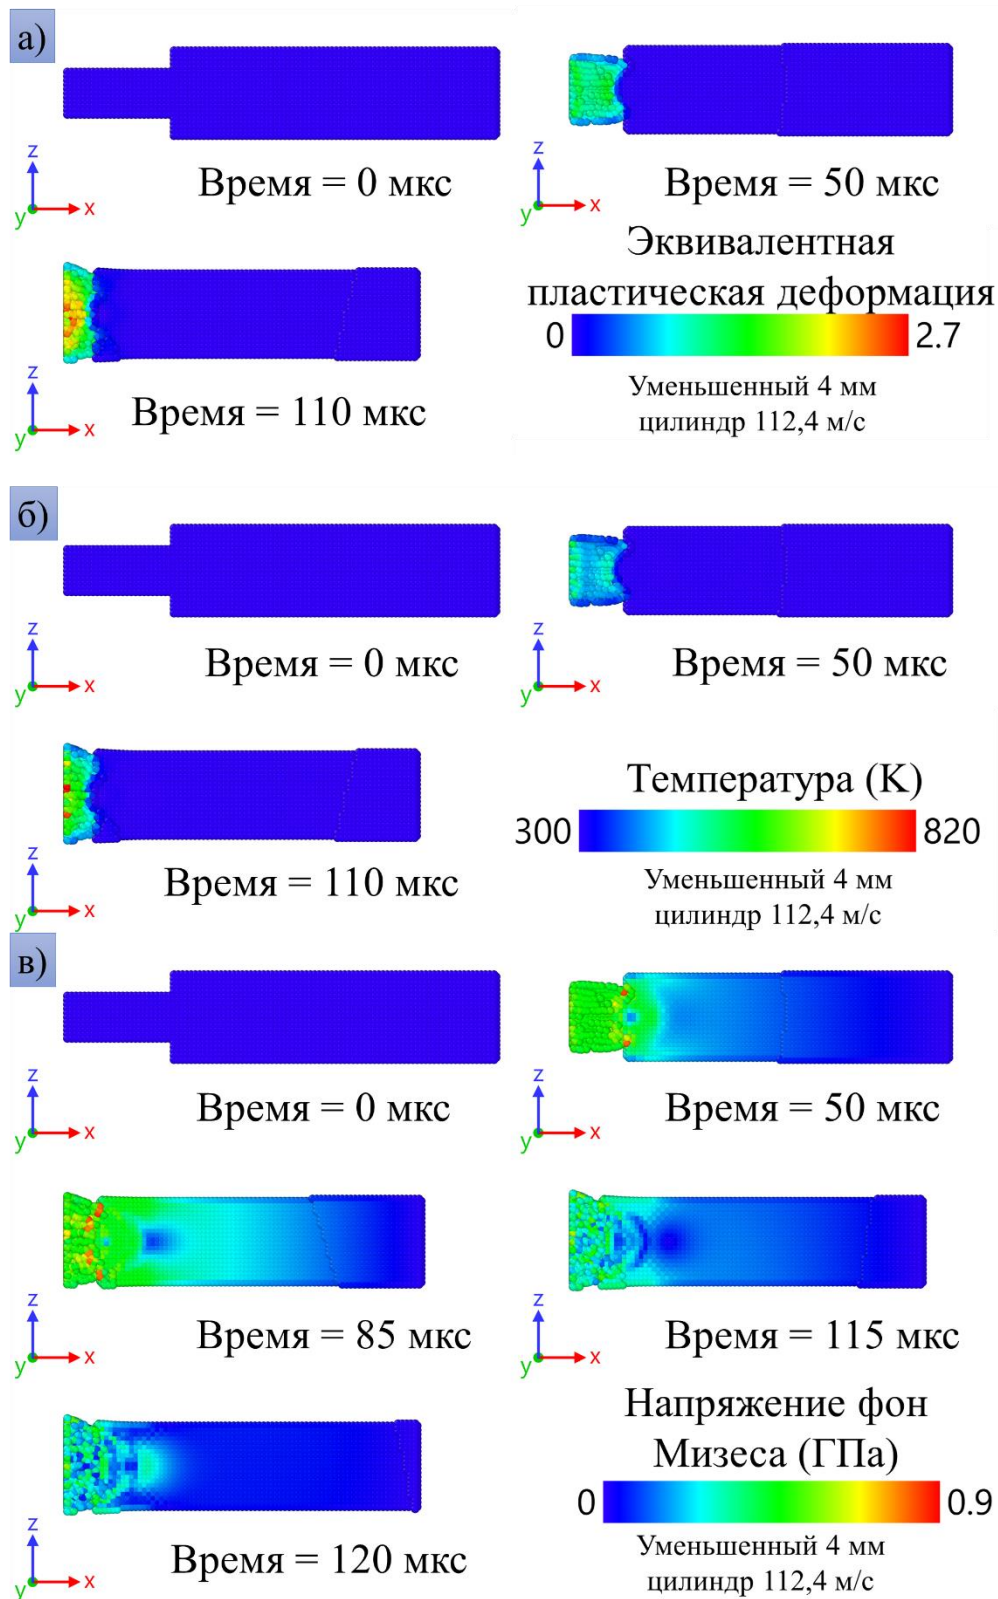 а)
z
y
x
Время = 0 мкс
z
y
x
Время = 50 мкс
z
y
x
Время = 110 мкс
Эквивалентная
пластическая деформация
0
2.7
Уменьшенный 4 мм
цилиндр 112,4 м/с
б)
z
y
x
Время = 0 мкс
z
y
x
Время = 50 мкс
z
y
x
Время = 110 мкс
Температура (K)
300
820
Уменьшенный 4 мм
цилиндр 112,4 м/с
в)
z
y
x
Время = 0 мкс
z
y
x
Время = 50 мкс
z
y
x
Время = 85 мкс
z
y
x
Время = 115 мкс
z
y
x
Время = 120 мкс
Напряжение фон
Мизеса (ГПа)
0
0.9
Уменьшенный 4 мм
цилиндр 112,4 м/с